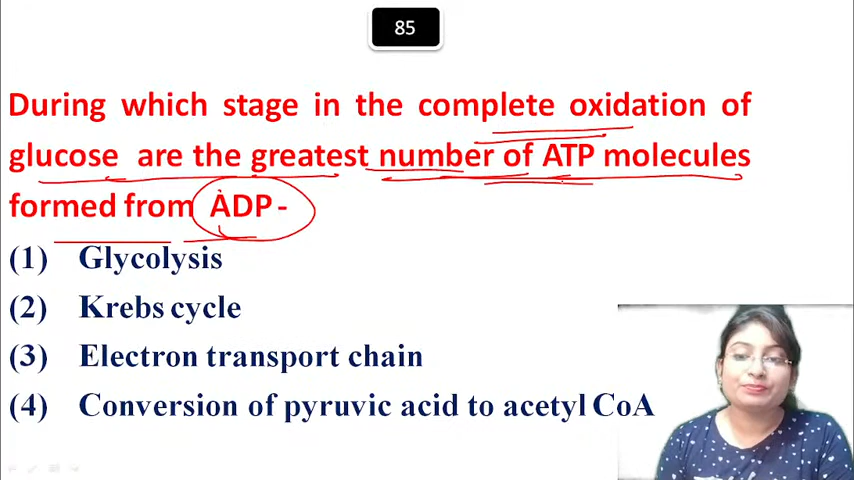 85
During which stage in the complete oxidation of
glucose are the greatest number of ATP molecules
formed from ADP -
(1) Glycolysis
(2) Krebs cycle
(3) Electron transport chain
(4) Conversion of pyruvic acid to acetyl CoA